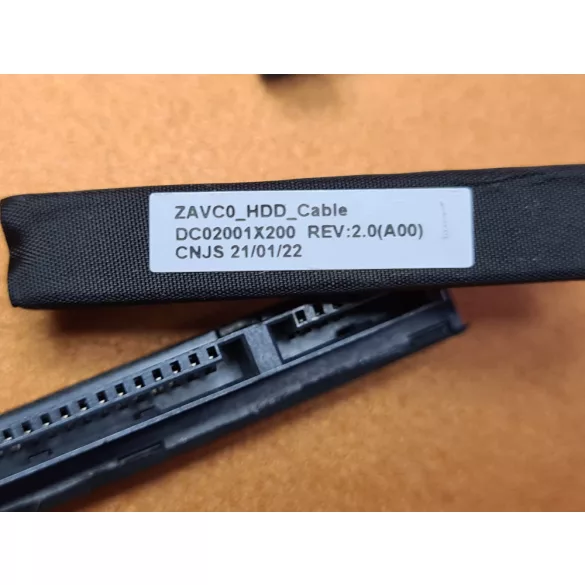 ZAVC0_HDD_Cable
DC02001X200 REV:2.0(A00)
CNJS 21/01/22